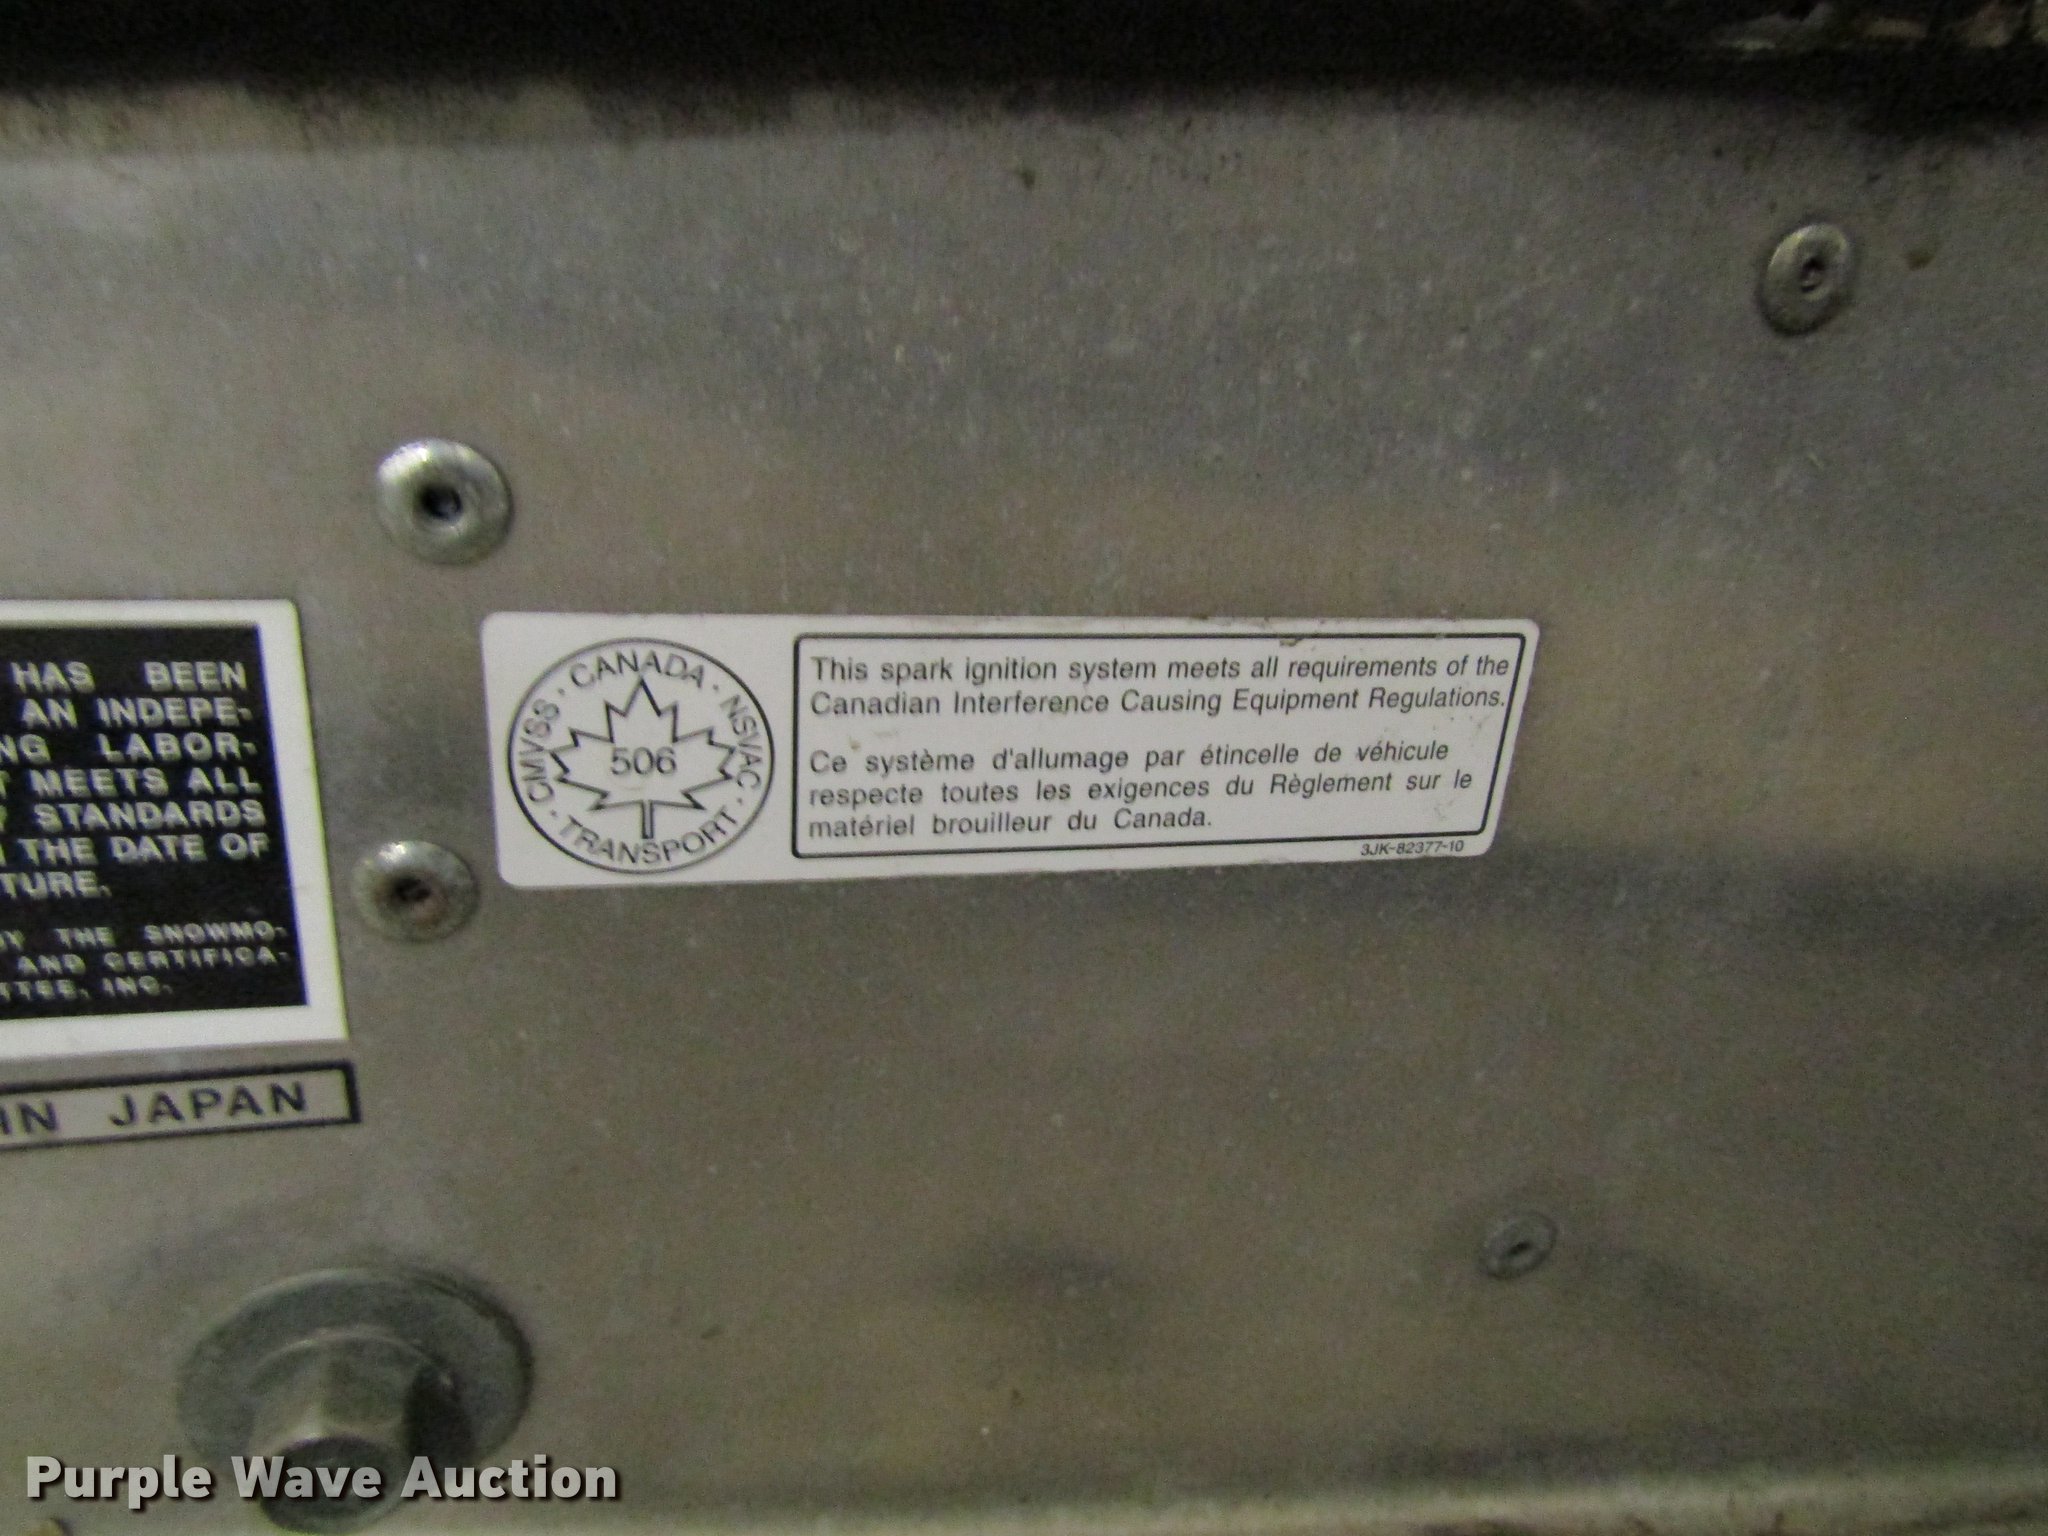 HAS BEEN
AN INDEPE-
NG LABOR-
T MEETS ALL
Y STANDARDS
N THE DATE OF
TURE.
BY THE SNOWMO-
AND CERTIFICA-
TTEE, INC.
IN JAPAN
CMVSS · CANADA · NSVAC · TRANSPORT ·
506
This spark ignition system meets all requirements of the
Canadian Interference Causing Equipment Regulations.
Ce système d'allumage par étincelle de véhicule
respecte toutes les exigences du Règlement sur le
matériel brouilleur du Canada.
3JK-82377-10
Purple Wave Auction